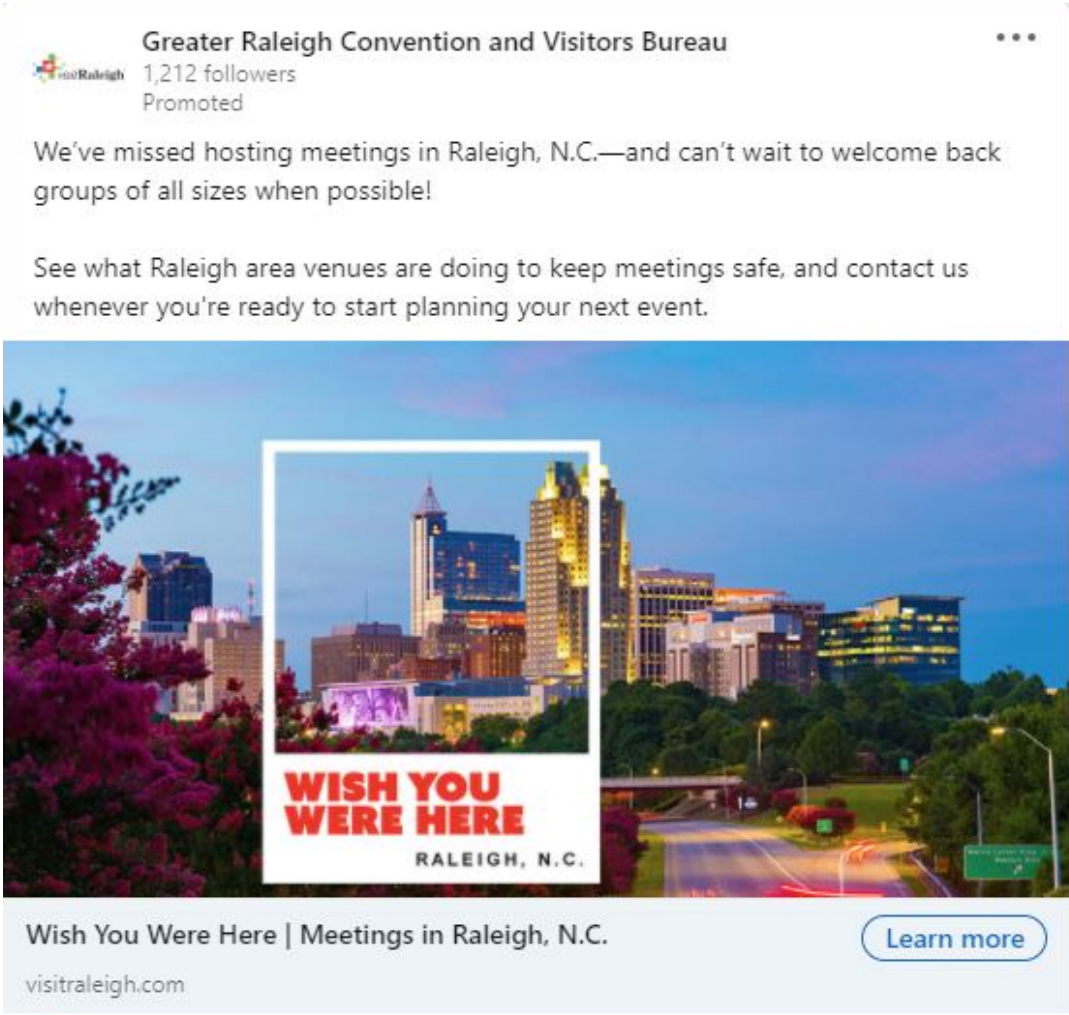 Greater Raleigh Convention and Visitors Bureau
visitRaleigh
1,212 followers
Promoted
We've missed hosting meetings in Raleigh, N.C.—and can't wait to welcome back
groups of all sizes when possible!
See what Raleigh area venues are doing to keep meetings safe, and contact us
whenever you're ready to start planning your next event.
WISH YOU
WERE HERE
RALEIGH, N.C.
Wish You Were Here | Meetings in Raleigh, N.C.
Learn more
visitraleigh.com